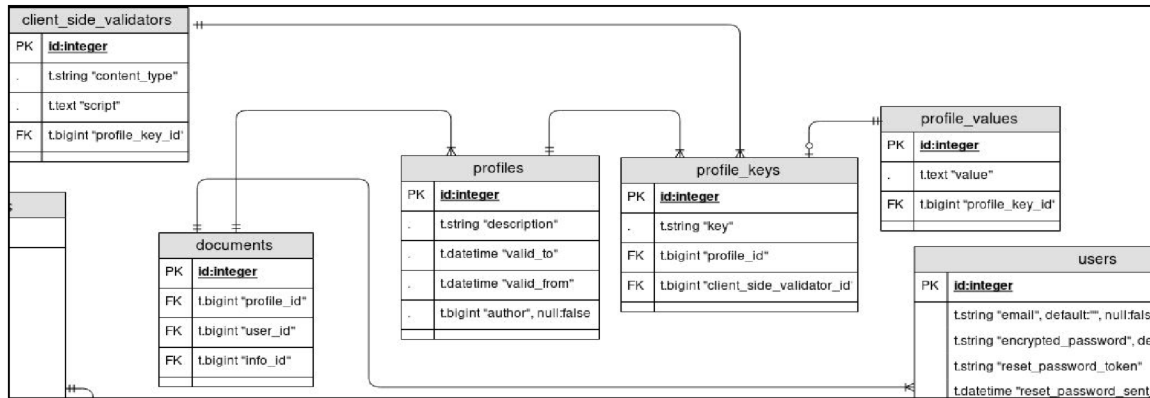 client_side_validators
PK id:integer
. t.string "content_type"
. t.text "script"
FK t.bigint "profile_key_id"
profile_values
PK id:integer
. t.text "value"
FK t.bigint "profile_key_id"
profiles
PK id:integer
. t.string "description"
. t.datetime "valid_to"
. t.datetime "valid_from"
. t.bigint "author", null:false
profile_keys
PK id:integer
. t.string "key"
FK t.bigint "profile_id"
FK t.bigint "client_side_validator_id
documents
PK id:integer
FK t.bigint "profile_id"
FK t.bigint "user_id"
FK t.bigint "info_id"
users
PK id:integer
t.string "email", default:"", null:fals
t.string "encrypted_password", de
t.string "reset_password_token"
t.datetime "reset_password_sent_